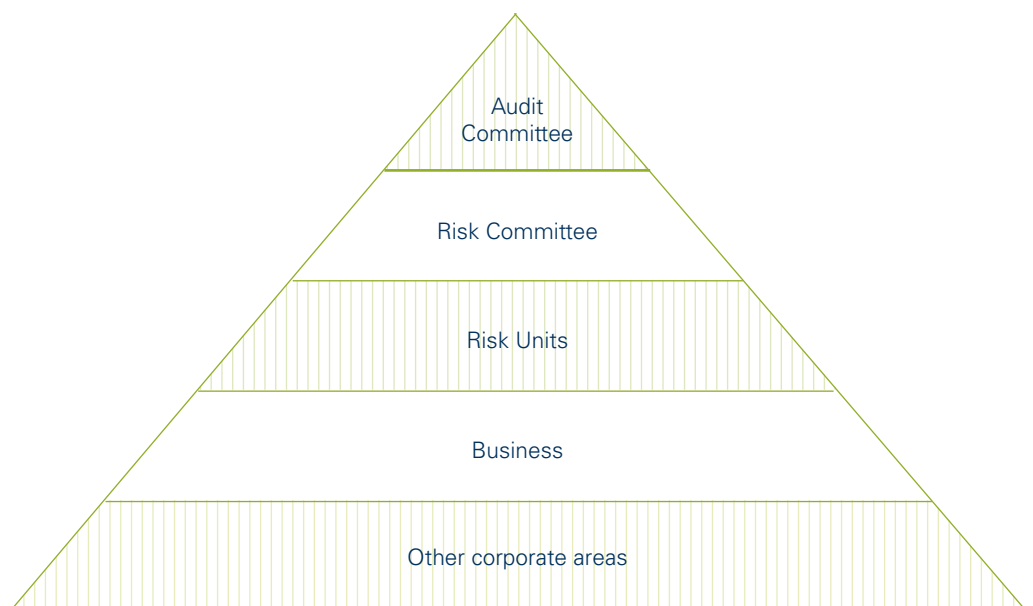 Audit
Committee
Risk Committee
Risk Units
Business
Other corporate areas